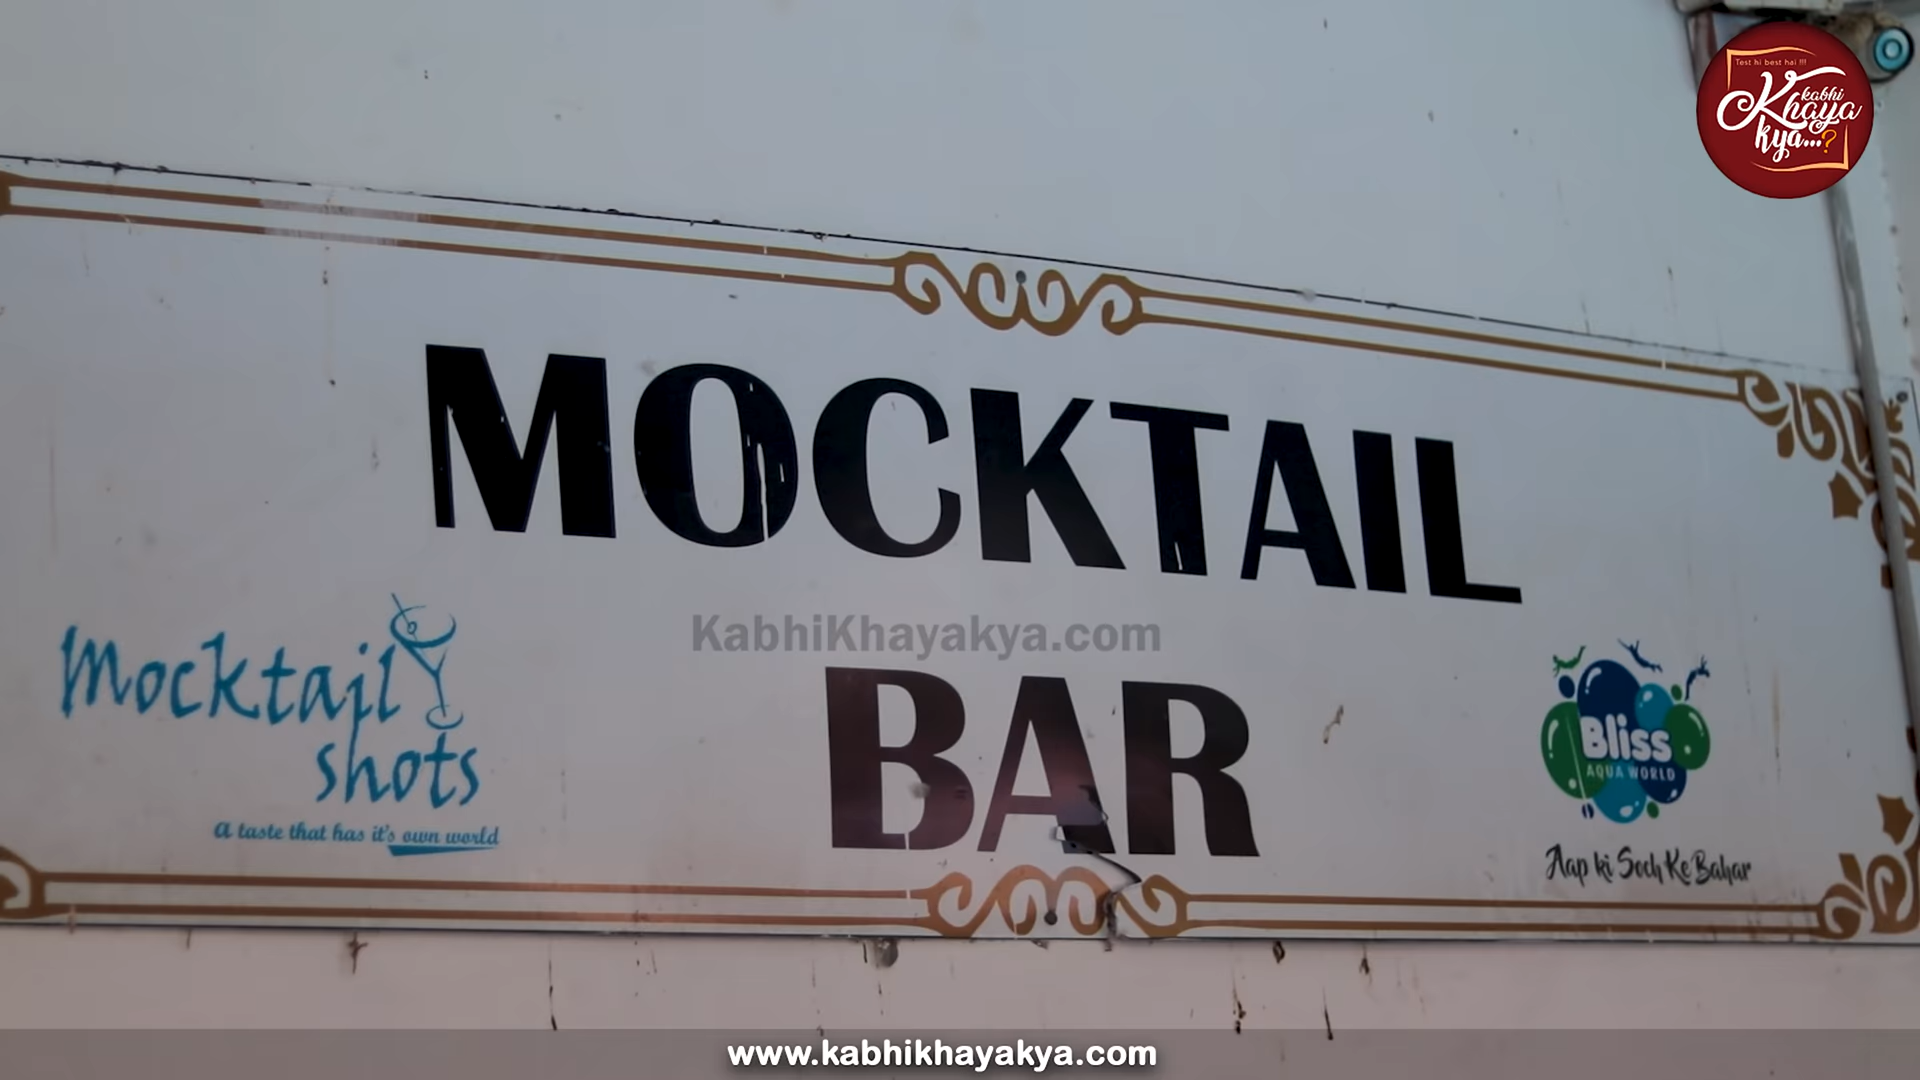 Test hi best hai !!!
kabhi
Khaya
kya...?
MOCKTAIL
KabhiKhayakya.com
BAR
Mocktail
shots
A taste that has it's own world
Bliss
AQUA WORLD
Aap ki Soch Ke Bahar
www.kabhikhayakya.com